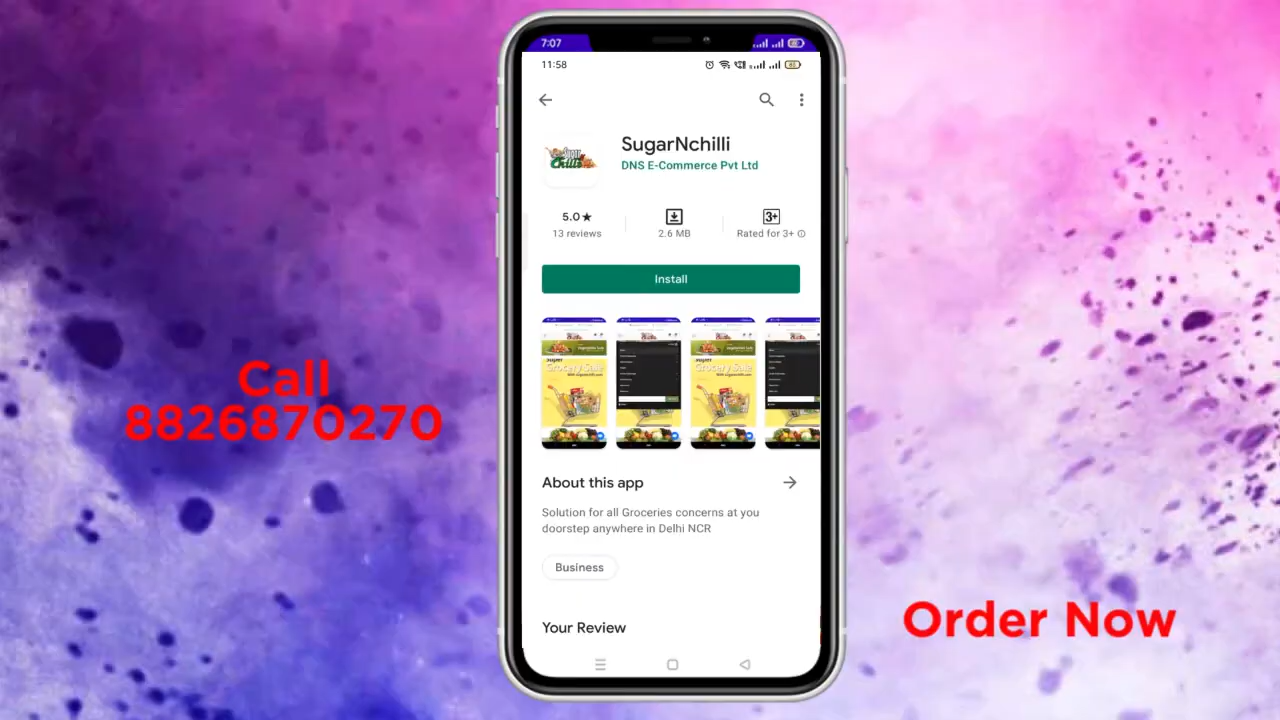 7:07
11:58
SugarNchilli
DNS E-Commerce Pvt Ltd
5.0★
13 reviews
2.6 MB
3+
Rated for 3+
Install
Call
8826870270
About this app
Solution for all Groceries concerns at you
doorstep anywhere in Delhi NCR
Business
Order Now
Your Review